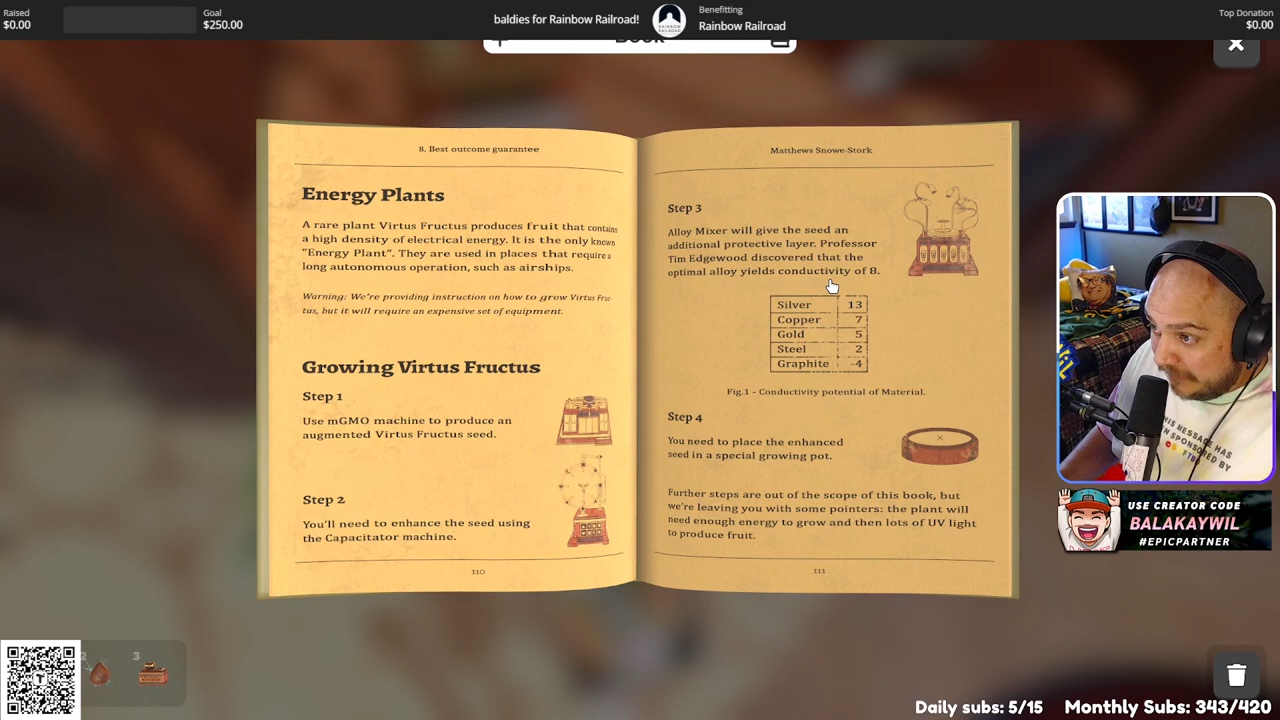 Raised
$0.00
Goal
$250.00
baldies for Rainbow Railroad!
RAINBOW
RAILROAD
Benefitting
Rainbow Railroad
Top Donation
$0.00
Book
8. Best outcome guarantee
Energy Plants
A rare plant Virtus Fructus produces fruit that contains
a high density of electrical energy. It is the only known
"Energy Plant". They are used in places that require a
long autonomous operation, such as airships.
Warning: We're providing instruction on how to grow Virtus Fruc-
tus, but it will require an expensive set of equipment.
Growing Virtus Fructus
Step 1
Use mGMO machine to produce an
augmented Virtus Fructus seed.
Step 2
You'll need to enhance the seed using
the Capacitator machine.
110
Matthews Snowe-Stork
Step 3
Alloy Mixer will give the seed an
additional protective layer. Professor
Tim Edgewood discovered that the
optimal alloy yields conductivity of 8.
Silver 13
Copper 7
Gold 5
Steel 2
Graphite -4
Fig.1 - Conductivity potential of Material.
Step 4
You need to place the enhanced
seed in a special growing pot.
Further steps are out of the scope of this book, but
we're leaving you with some pointers: the plant will
need enough energy to grow and then lots of UV light
to produce fruit.
111
THIS MESSAGE HAS
BEEN SPONSORED
BY
USE CREATOR CODE
BALAKAYWIL
#EPICPARTNER
2
3
Daily subs: 5/15
Monthly Subs: 343/420